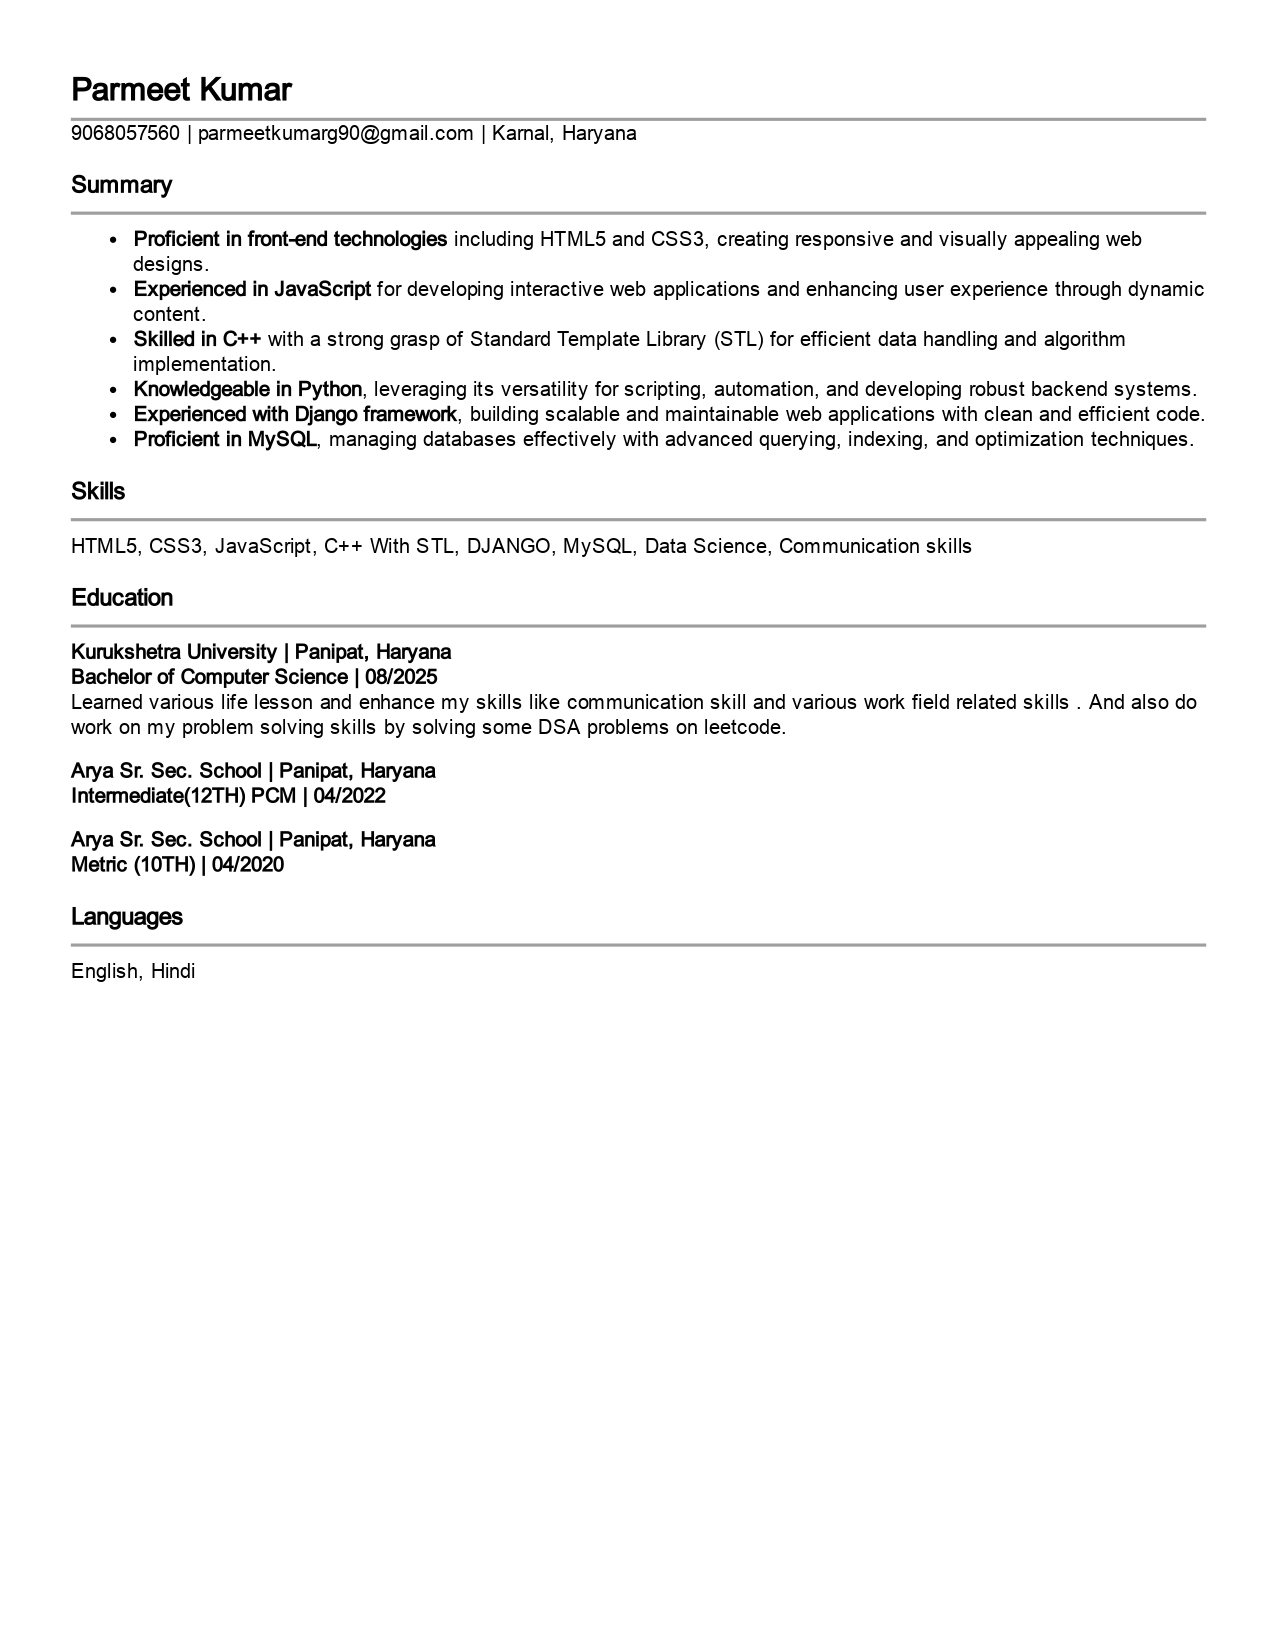 Parmeet Kumar
9068057560 | parmeetkumarg90@gmail.com | Karnal, Haryana
Summary
• Proficient in front-end technologies including HTML5 and CSS3, creating responsive and visually appealing web
designs.
• Experienced in JavaScript for developing interactive web applications and enhancing user experience through dynamic
content.
• Skilled in C++ with a strong grasp of Standard Template Library (STL) for efficient data handling and algorithm
implementation.
• Knowledgeable in Python, leveraging its versatility for scripting, automation, and developing robust backend systems.
• Experienced with Django framework, building scalable and maintainable web applications with clean and efficient code.
• Proficient in MySQL, managing databases effectively with advanced querying, indexing, and optimization techniques.
Skills
HTML5, CSS3, JavaScript, C++ With STL, DJANGO, MySQL, Data Science, Communication skills
Education
Kurukshetra University | Panipat, Haryana
Bachelor of Computer Science | 08/2025
Learned various life lesson and enhance my skills like communication skill and various work field related skills . And also do
work on my problem solving skills by solving some DSA problems on leetcode.
Arya Sr. Sec. School | Panipat, Haryana
Intermediate(12TH) PCM | 04/2022
Arya Sr. Sec. School | Panipat, Haryana
Metric (10TH) | 04/2020
Languages
English, Hindi